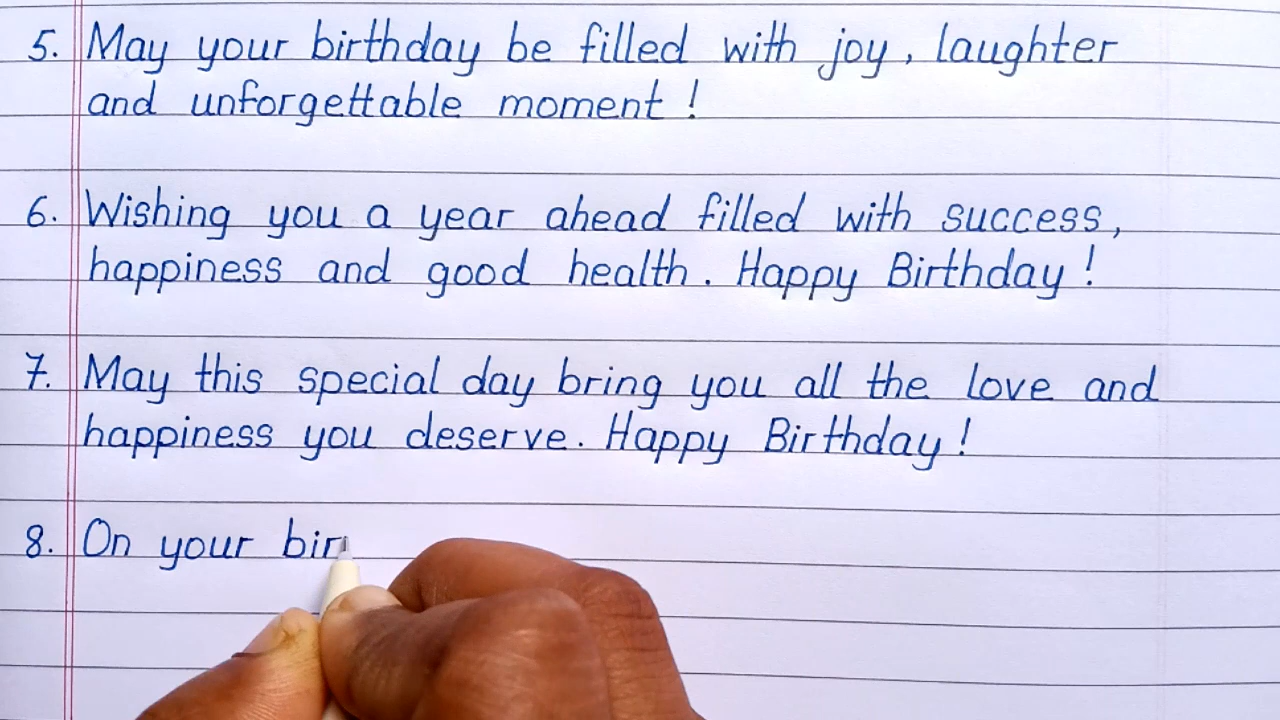 5. May your birthday be filled with joy, laughter
and unforgettable moment!
6. Wishing you a year ahead filled with success,
happiness and good health. Happy Birthday!
7. May this special day bring you all the love and
happiness you deserve. Happy Birthday!
8. On your bir